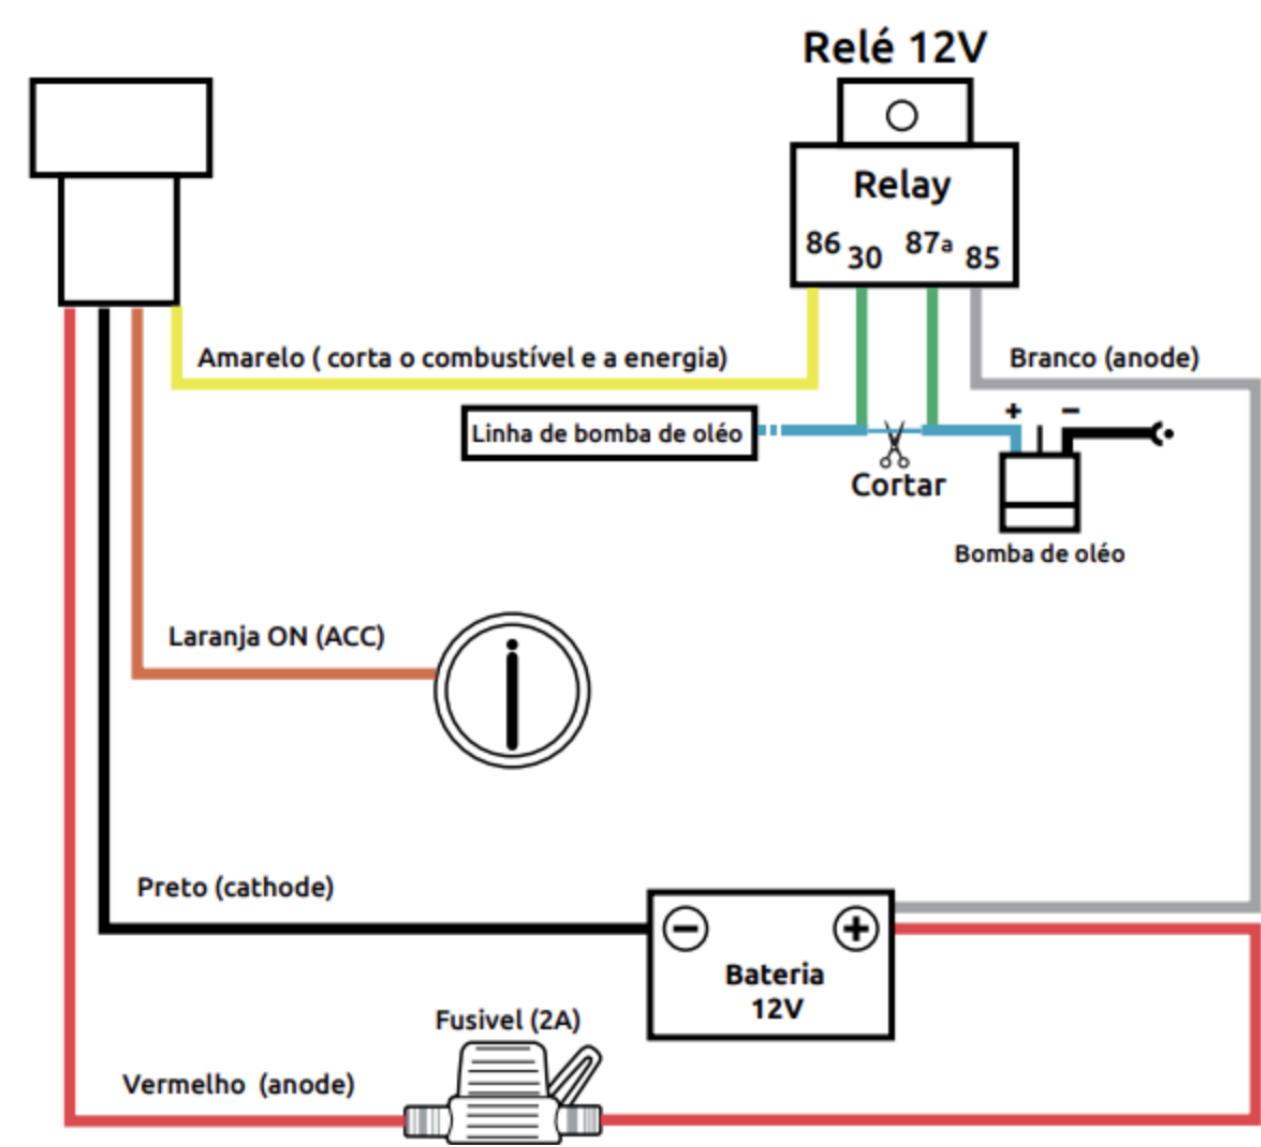 Relé 12V
Relay
86 30 87a 85
Amarelo ( corta o combustível e a energia)
Branco (anode)
+ −
Linha de bomba de oléo
Cortar
Bomba de oléo
Laranja ON (ACC)
Preto (cathode)
− +
Bateria
12V
Fusivel (2A)
Vermelho (anode)